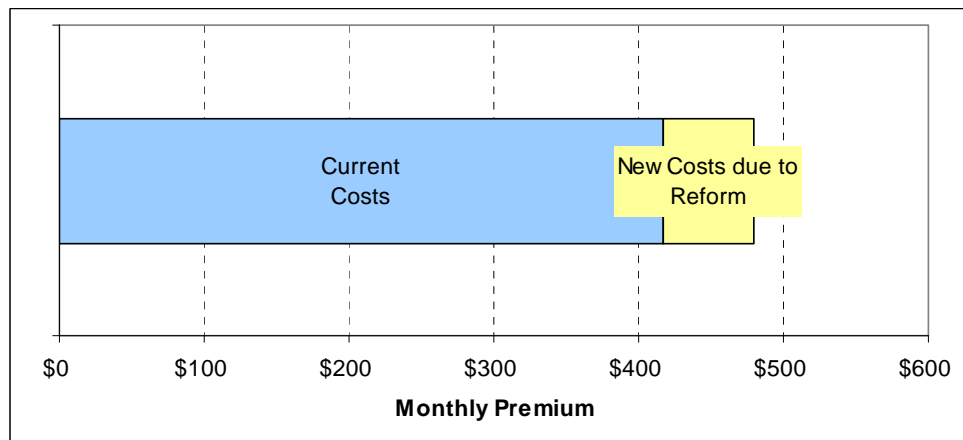 Current
Costs
New Costs due to
Reform
$0 $100 $200 $300 $400 $500 $600
Monthly Premium